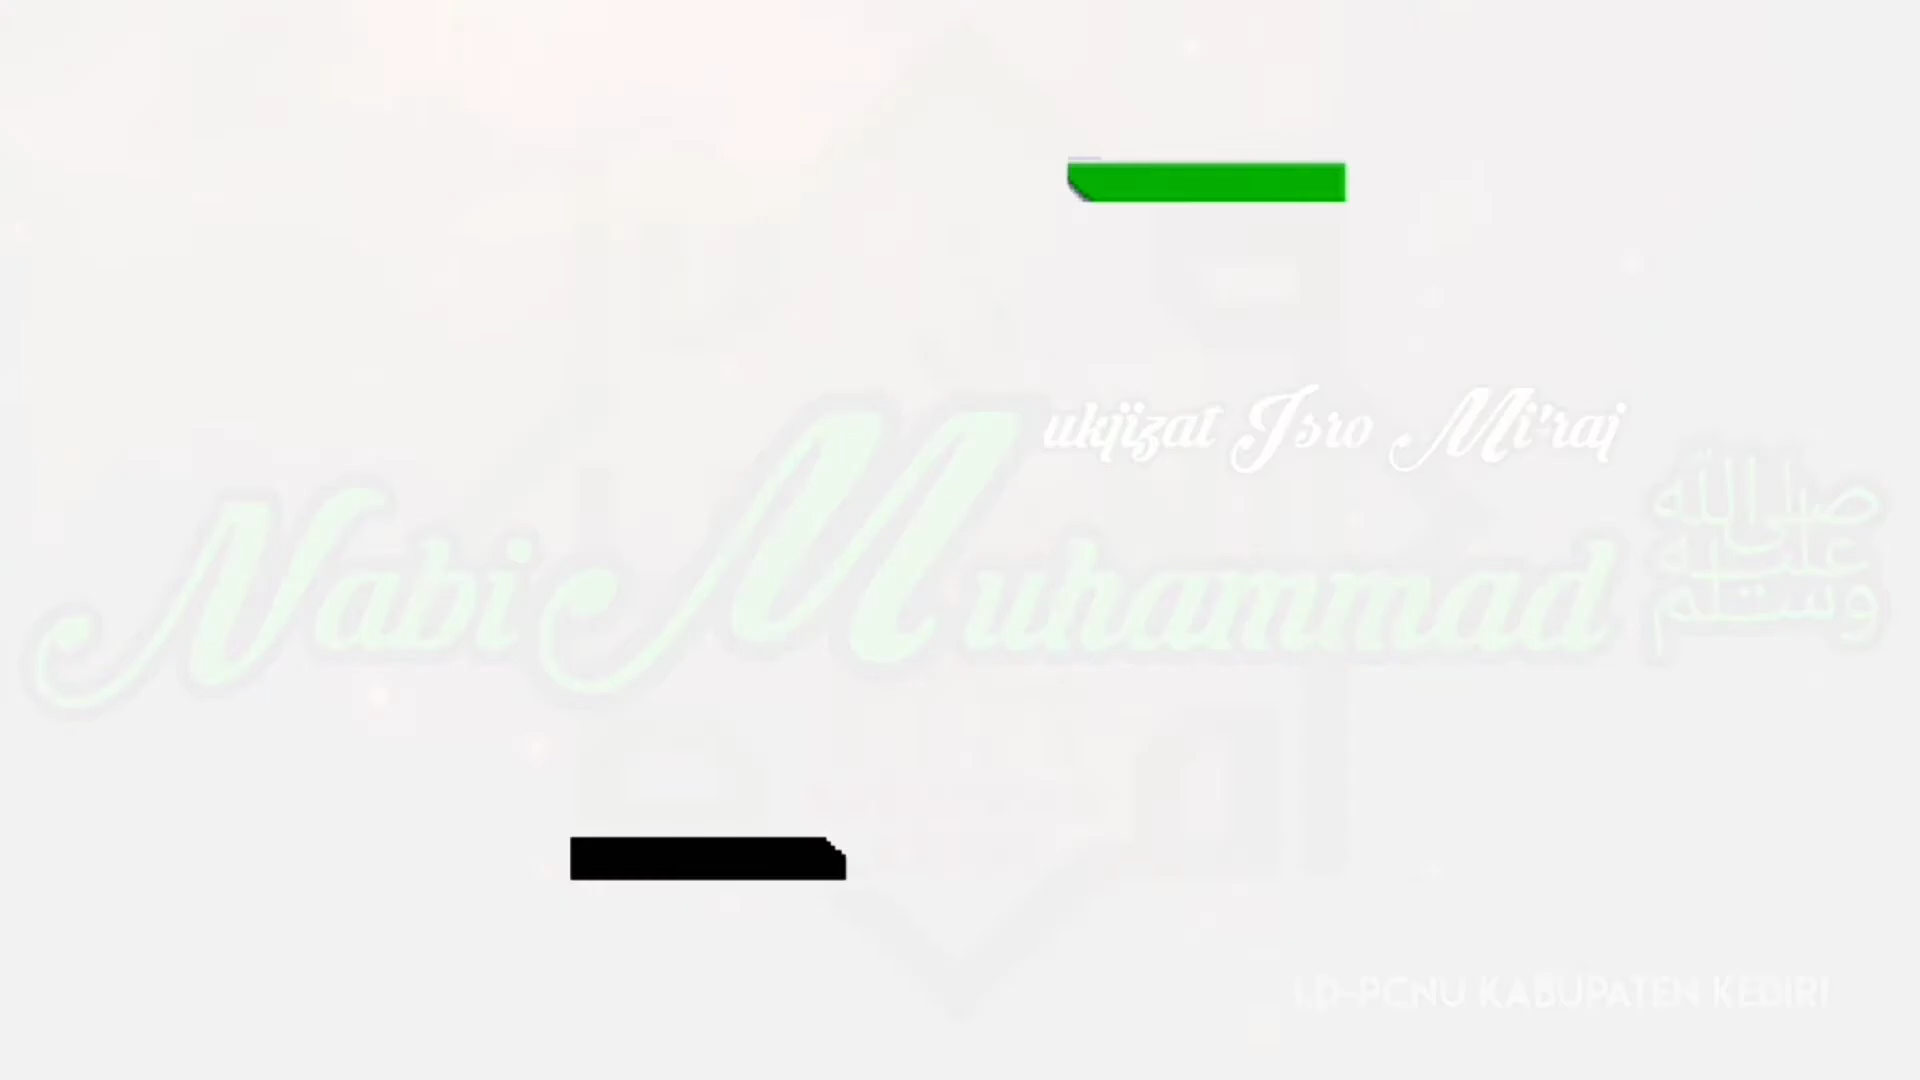 ukjizat Isro Mi'raj
Nabi Muhammad صلى الله عليه وسلم
LD-PCNU KABUPATEN KEDIRI